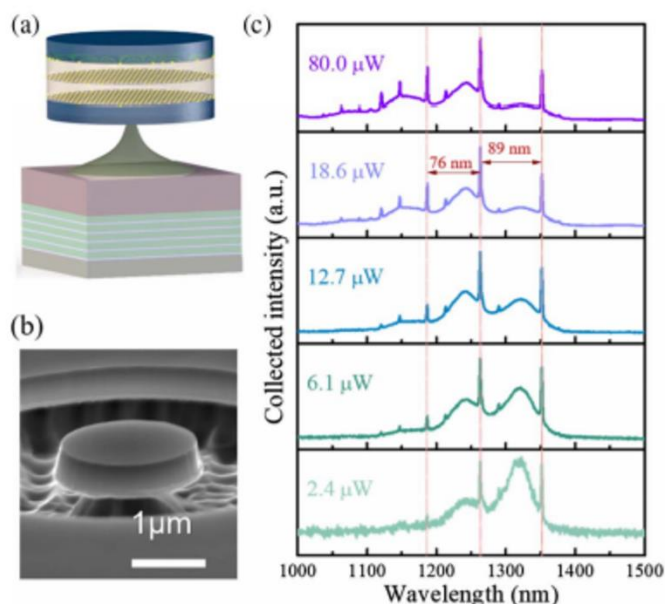 (a)
(b)
1µm
(c)
80.0 µW
18.6 µW
76 nm
89 nm
12.7 µW
6.1 µW
2.4 µW
Collected intensity (a.u.)
1000 1100 1200 1300 1400 1500
Wavelength (nm)